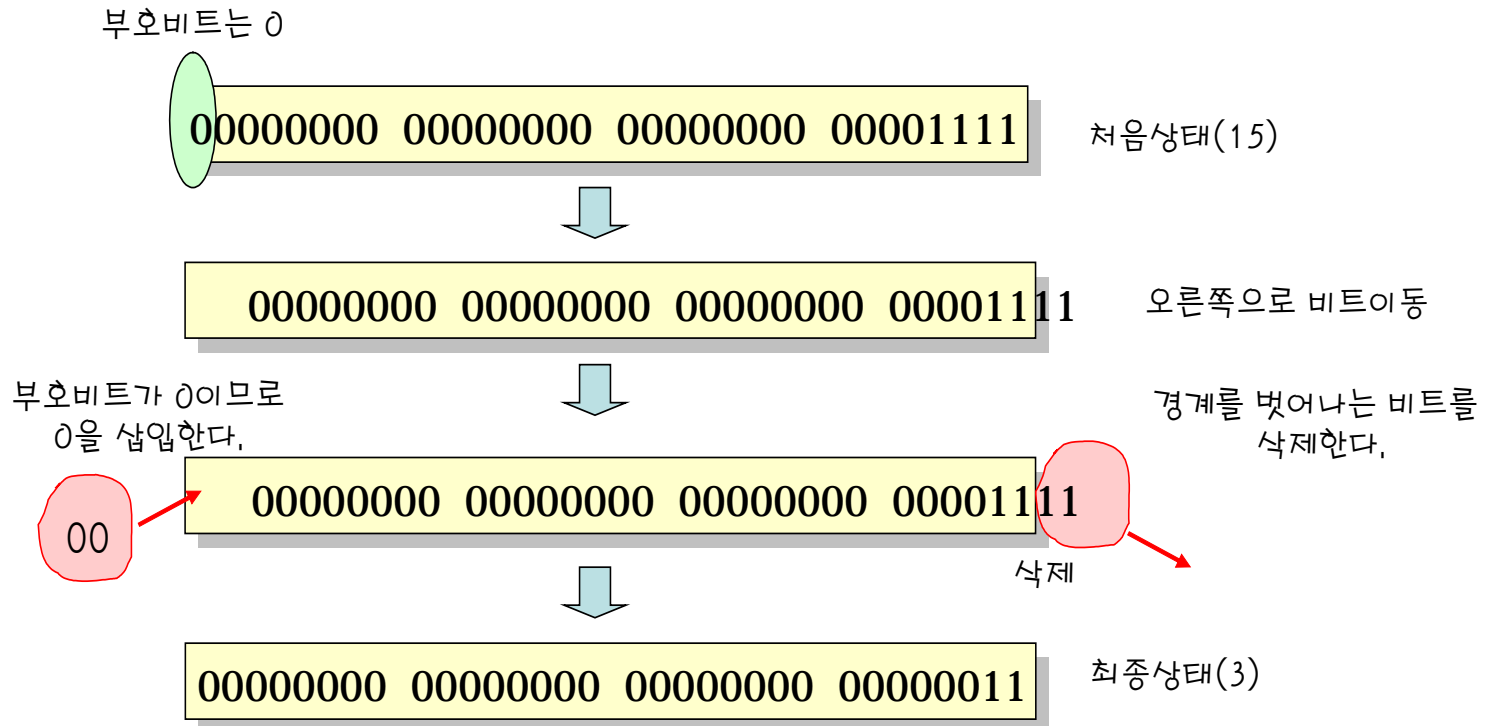 부호비트는 0
00000000 00000000 00000000 00001111
처음상태(15)
00000000 00000000 00000000 00001111
오른쪽으로 비트이동
부호비트가 0이므로
0을 삽입한다.
경계를 벗어나는 비트를
삭제한다.
00
00000000 00000000 00000000 00001111
삭제
00000000 00000000 00000000 00000011
최종상태(3)